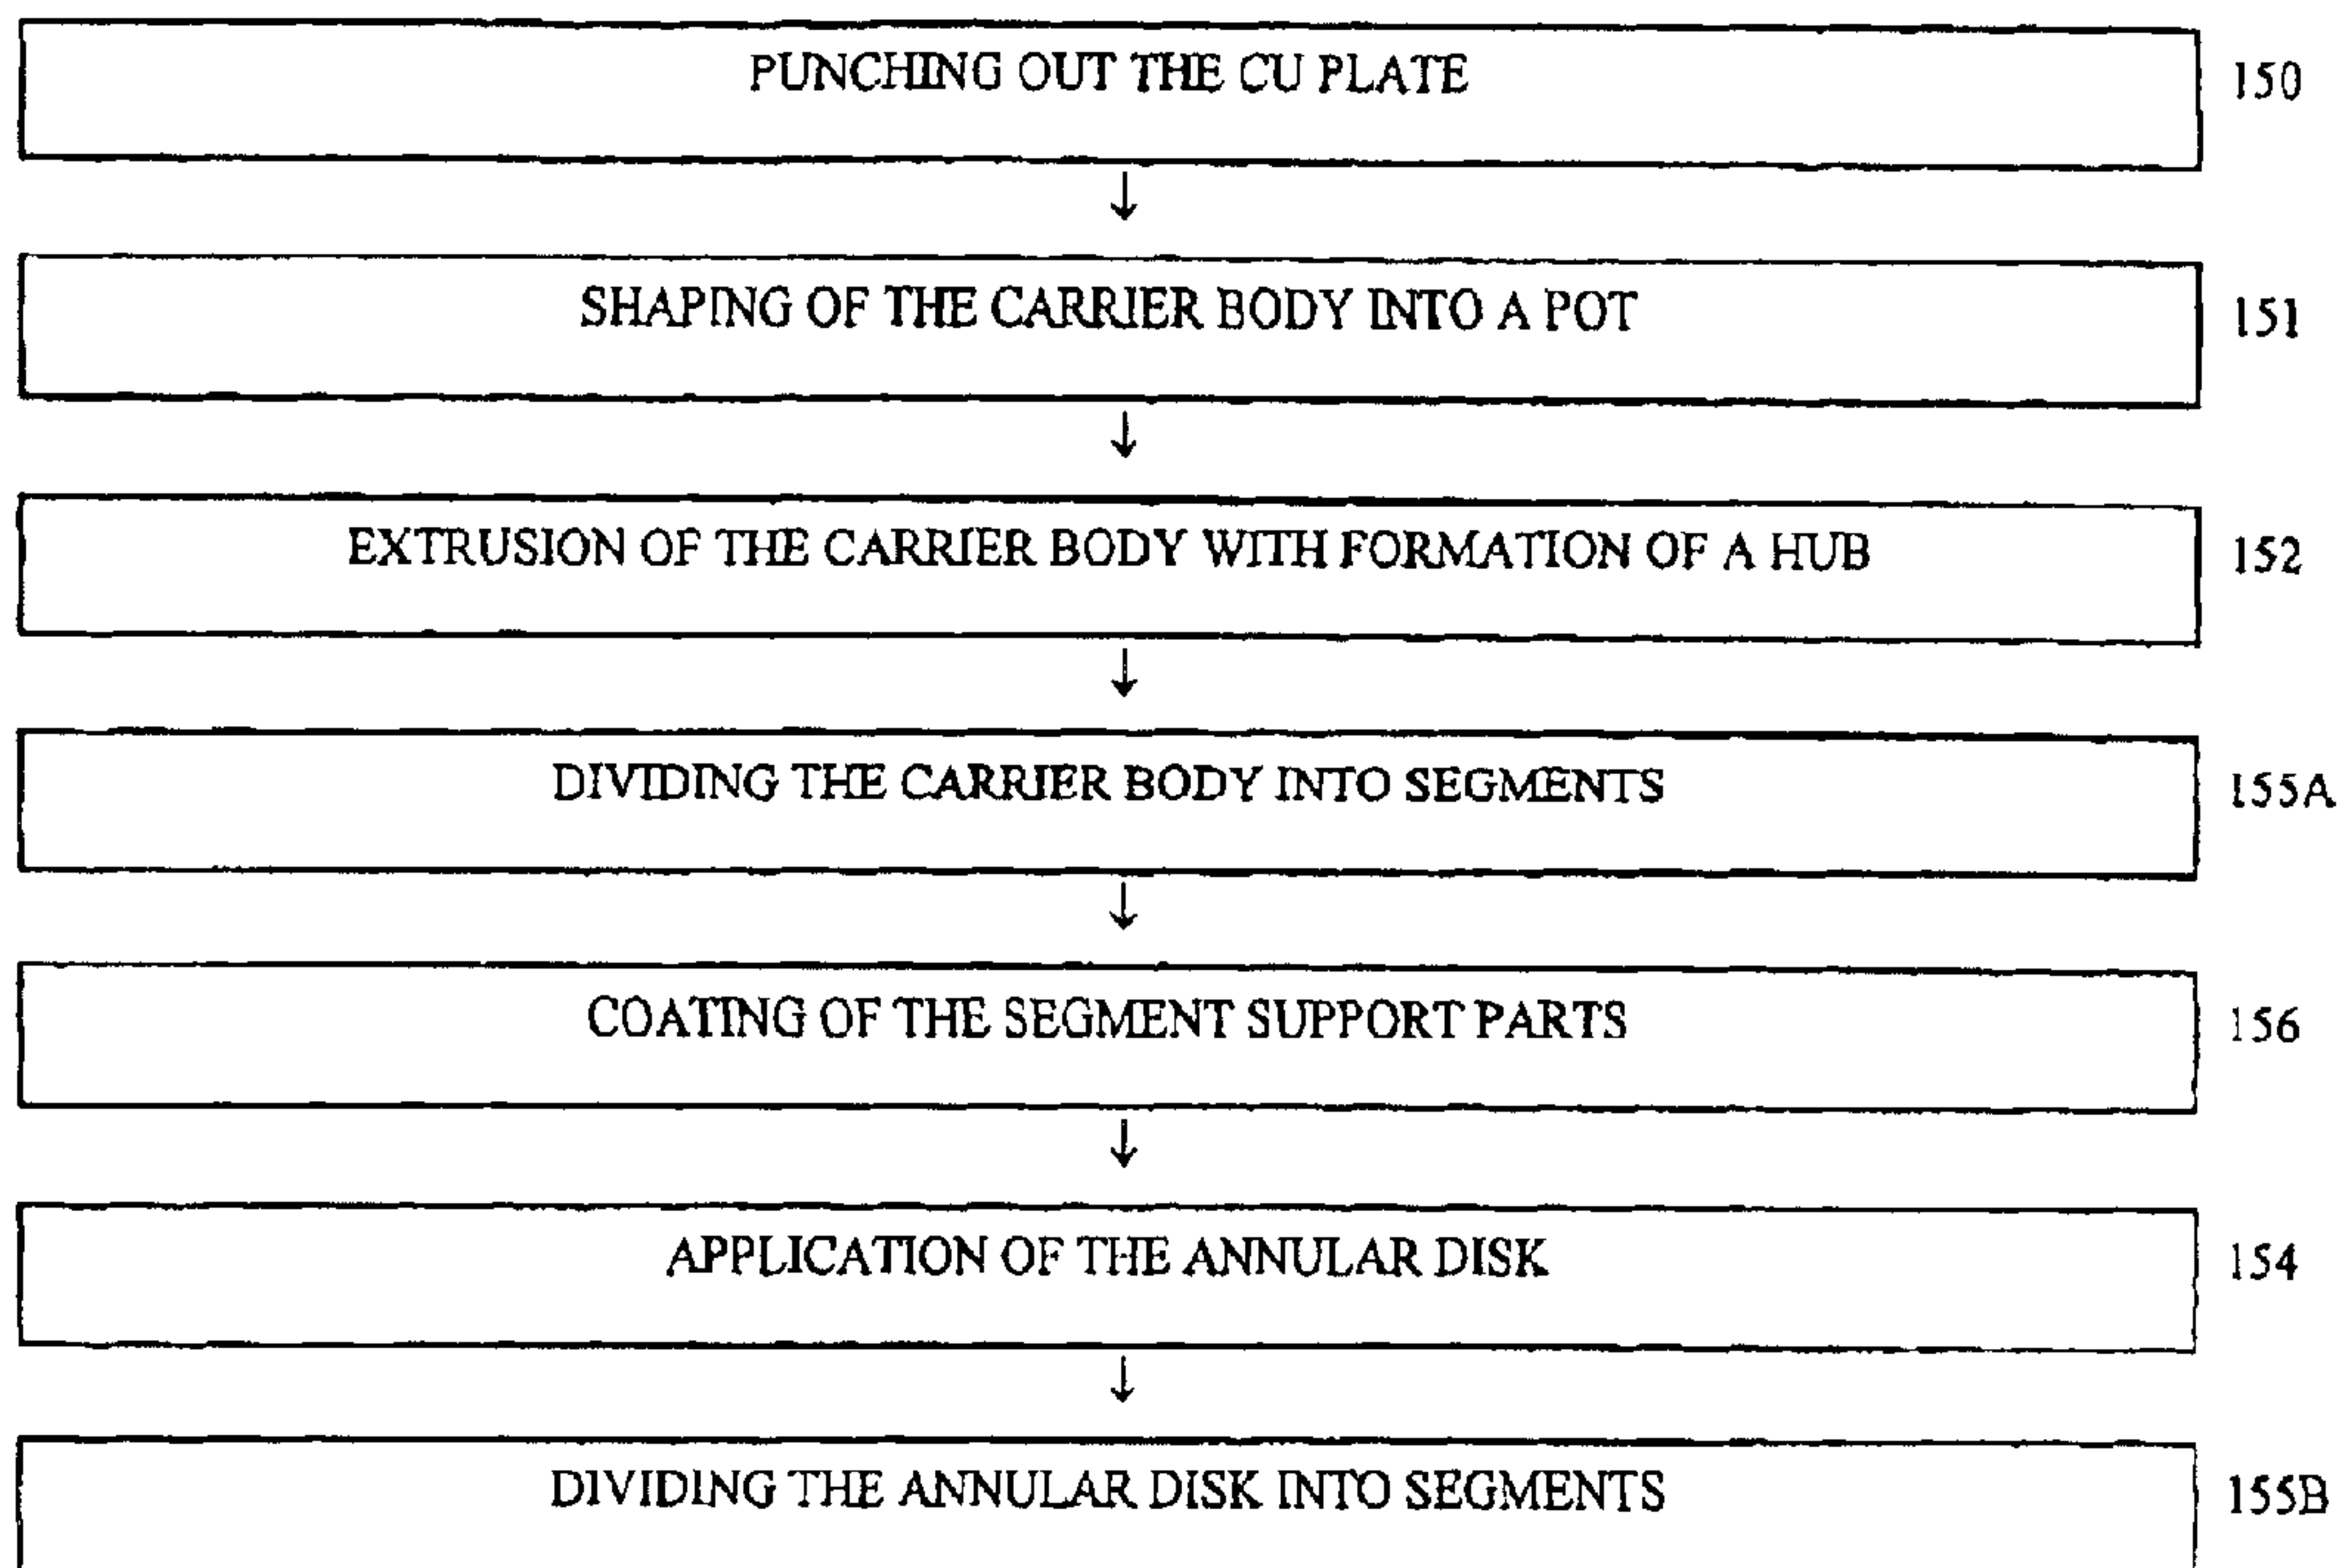 PUNCHING OUT THE CU PLATE 150
↓
SHAPING OF THE CARRIER BODY INTO A POT 151
↓
EXTRUSION OF THE CARRIER BODY WITH FORMATION OF A HUB 152
↓
DIVIDING THE CARRIER BODY INTO SEGMENTS 155A
↓
COATING OF THE SEGMENT SUPPORT PARTS 156
↓
APPLICATION OF THE ANNULAR DISK 154
↓
DIVIDING THE ANNULAR DISK INTO SEGMENTS 155B